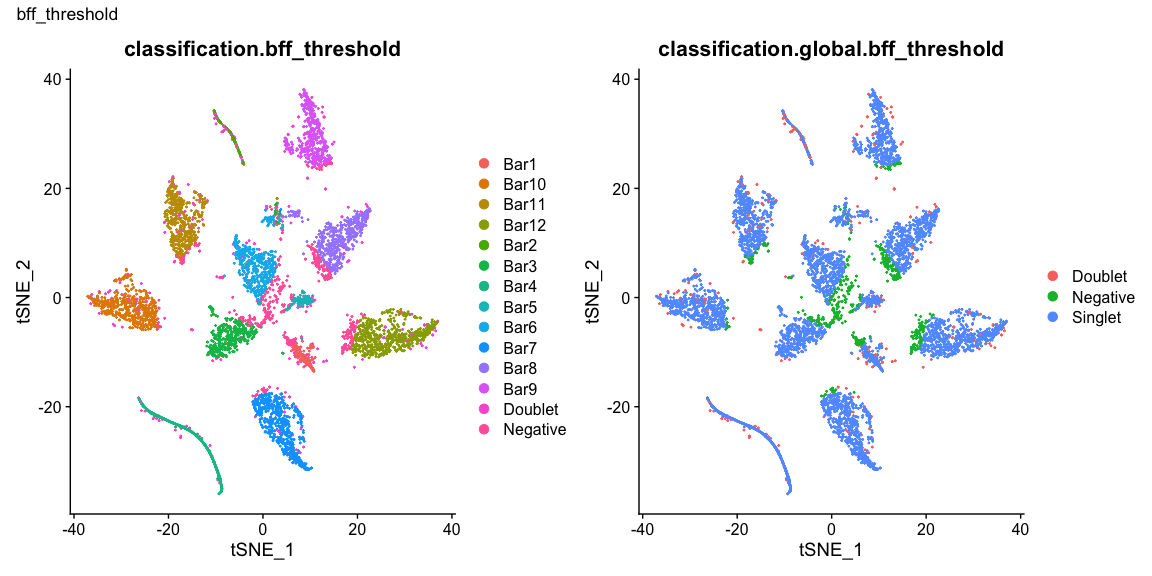 bff_threshold
classification.bff_threshold
40
20
0
-20
-40
-20
0
20
40
tSNE_1
tSNE_2
Bar1
Bar10
Bar11
Bar12
Bar2
Bar3
Bar4
Bar5
Bar6
Bar7
Bar8
Bar9
Doublet
Negative
classification.global.bff_threshold
40
20
0
-20
-40
-20
0
20
40
tSNE_1
tSNE_2
Doublet
Negative
Singlet